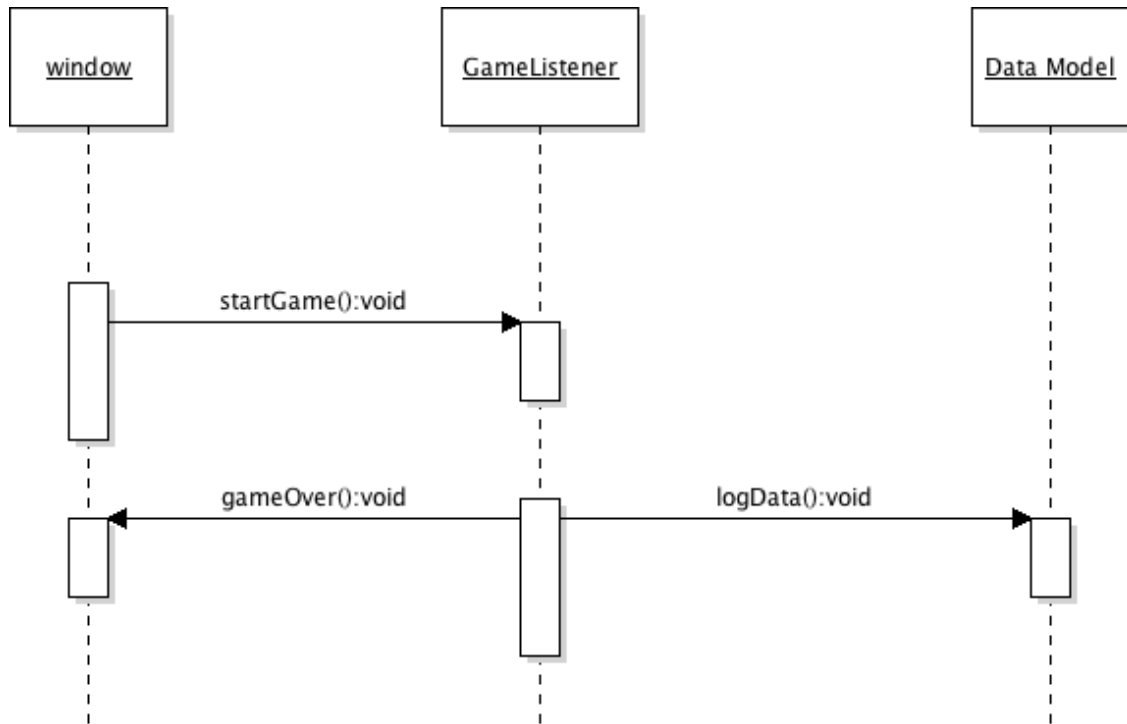 window
GameListener
Data Model
startGame():void
gameOver():void
logData():void